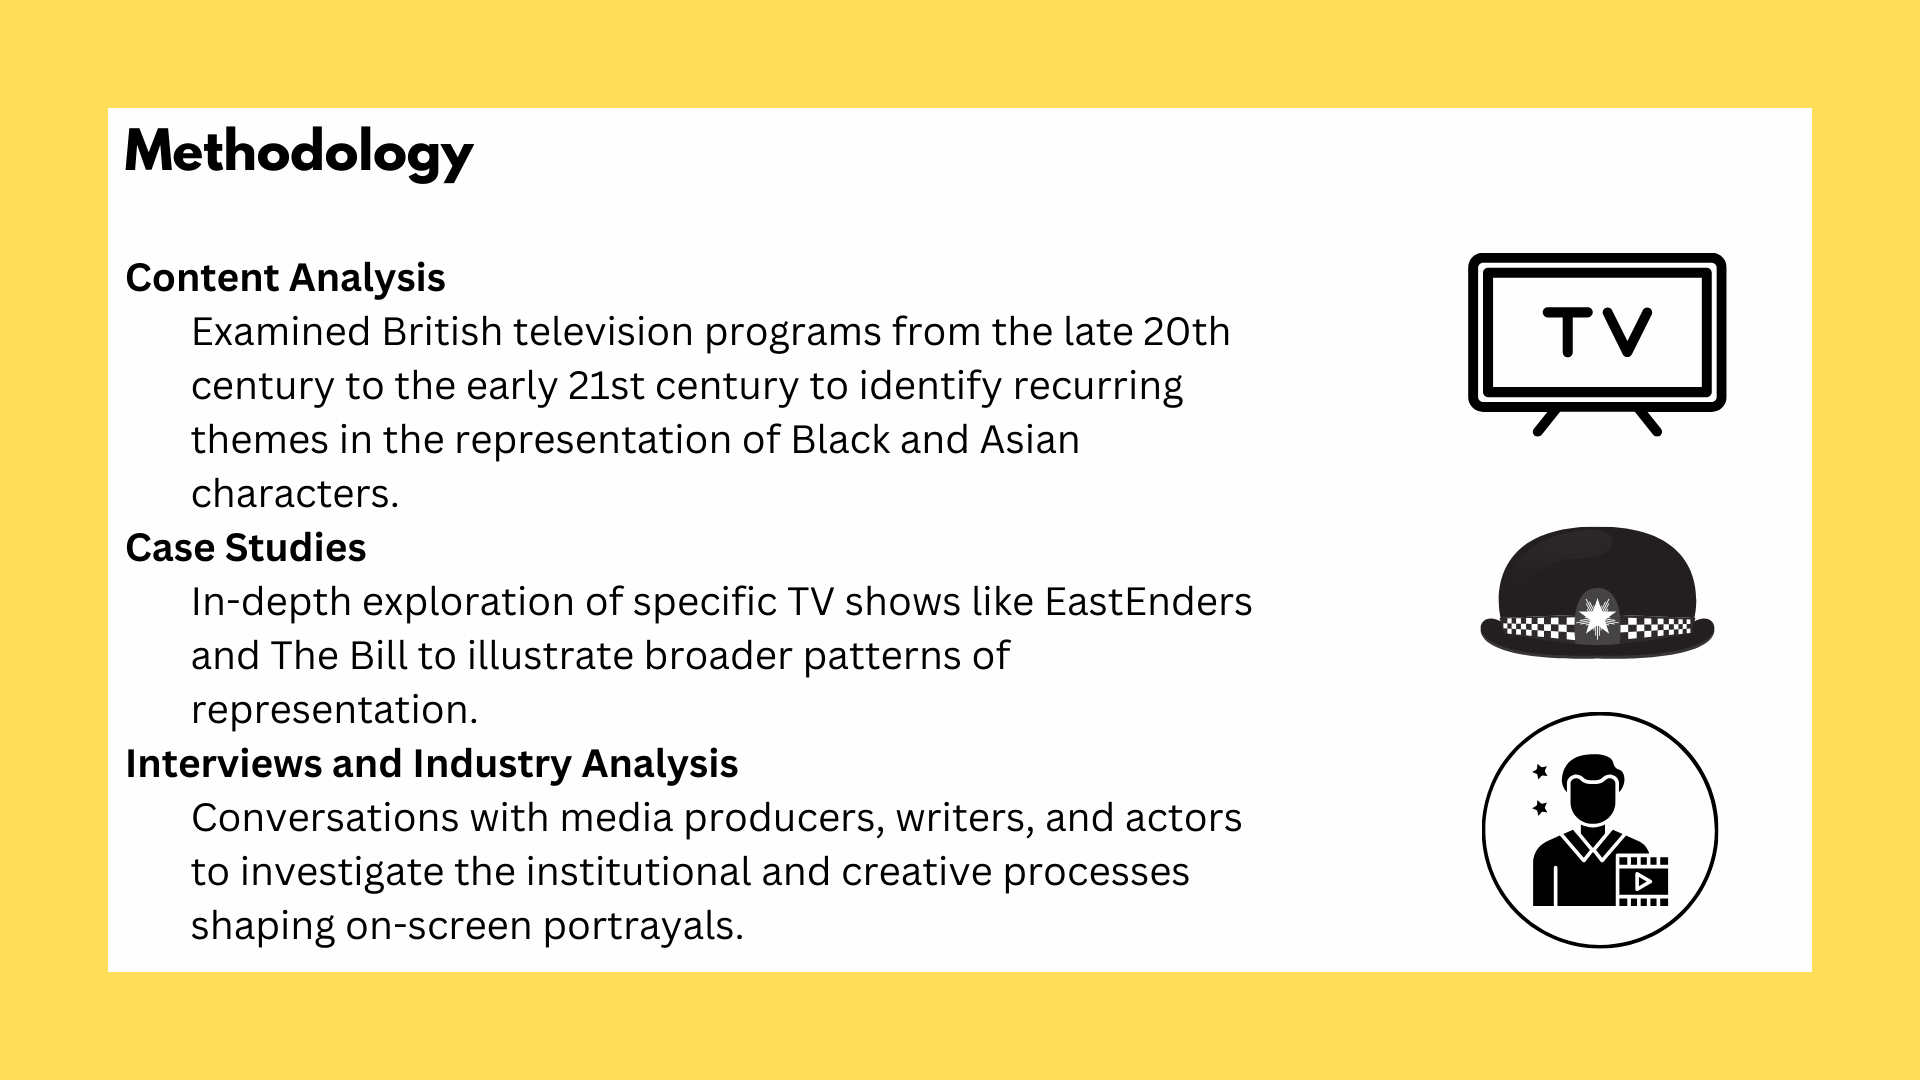 Methodology
Content Analysis
Examined British television programs from the late 20th
century to the early 21st century to identify recurring
themes in the representation of Black and Asian
characters.
TV
Case Studies
In-depth exploration of specific TV shows like EastEnders
and The Bill to illustrate broader patterns of
representation.
Interviews and Industry Analysis
Conversations with media producers, writers, and actors
to investigate the institutional and creative processes
shaping on-screen portrayals.